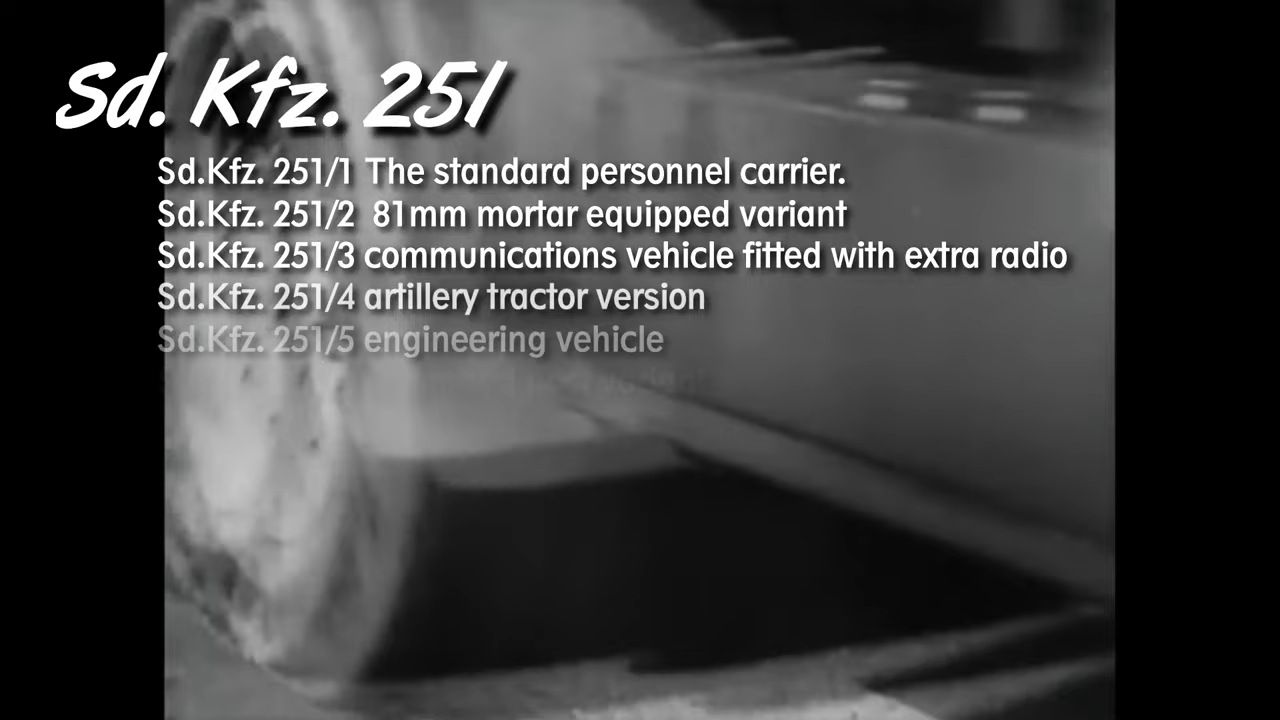 Sd. Kfz. 251
Sd.Kfz. 251/1 The standard personnel carrier.
Sd.Kfz. 251/2 81mm mortar equipped variant
Sd.Kfz. 251/3 communications vehicle fitted with extra radio
Sd.Kfz. 251/4 artillery tractor version
Sd.Kfz. 251/5 engineering vehicle